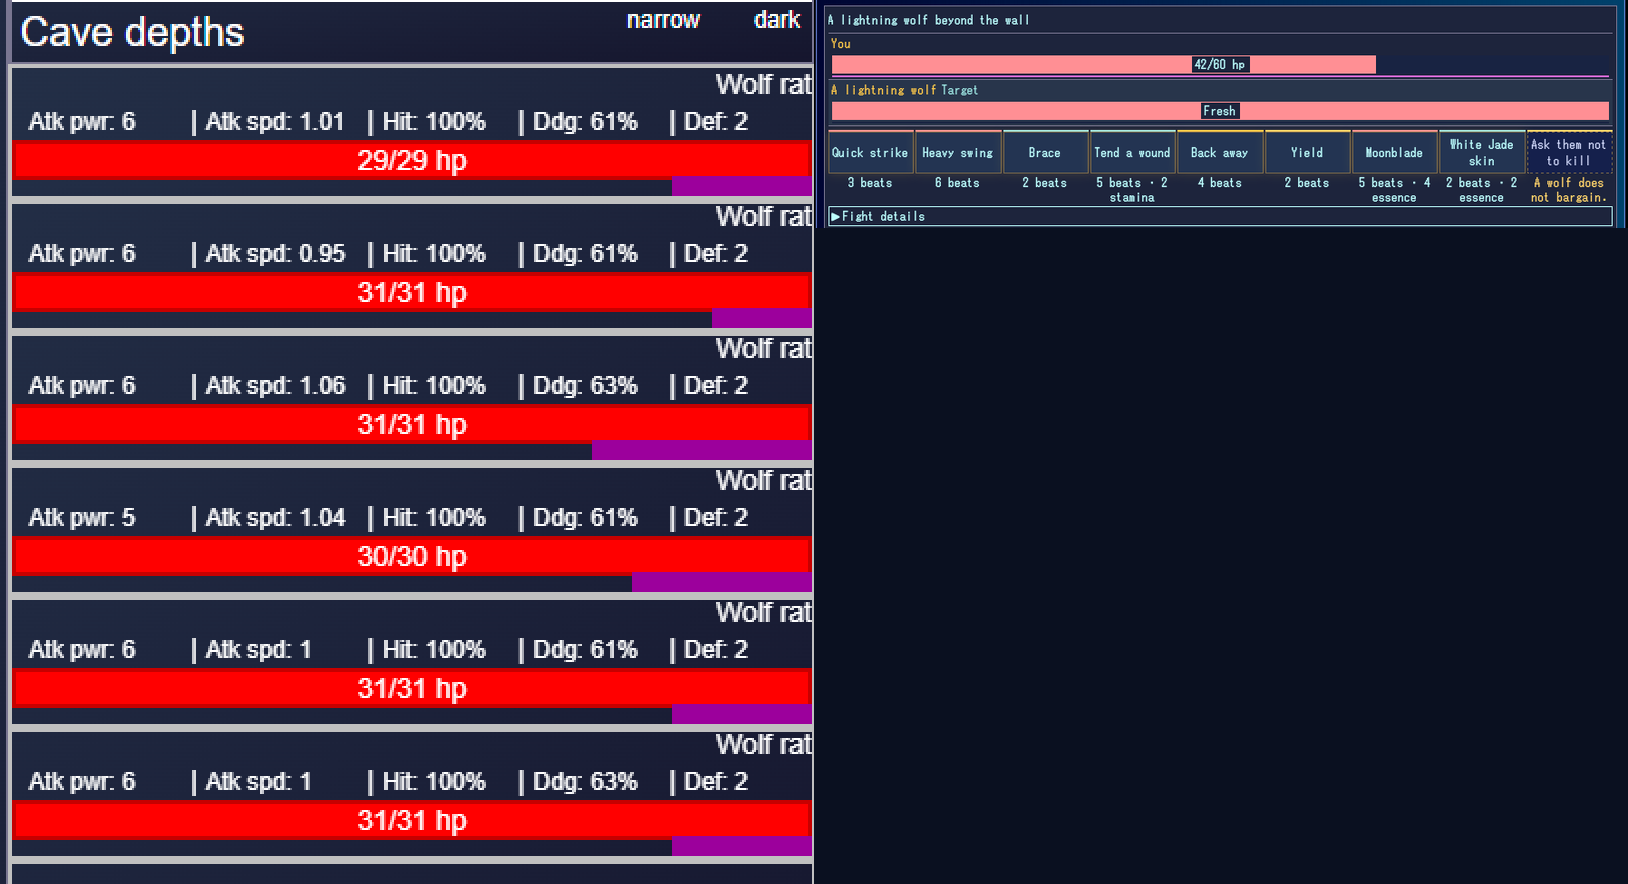 Cave depths
narrow dark
Wolf rat
Atk pwr: 6 | Atk spd: 1.01 | Hit: 100% | Ddg: 61% | Def: 2
29/29 hp
Wolf rat
Atk pwr: 6 | Atk spd: 0.95 | Hit: 100% | Ddg: 61% | Def: 2
31/31 hp
Wolf rat
Atk pwr: 6 | Atk spd: 1.06 | Hit: 100% | Ddg: 63% | Def: 2
31/31 hp
Wolf rat
Atk pwr: 5 | Atk spd: 1.04 | Hit: 100% | Ddg: 61% | Def: 2
30/30 hp
Wolf rat
Atk pwr: 6 | Atk spd: 1 | Hit: 100% | Ddg: 61% | Def: 2
31/31 hp
Wolf rat
Atk pwr: 6 | Atk spd: 1 | Hit: 100% | Ddg: 63% | Def: 2
31/31 hp
A lightning wolf beyond the wall
You
42/60 hp
A lightning wolf Target
Fresh
Quick strike
3 beats
Heavy swing
6 beats
Brace
2 beats
Tend a wound
5 beats · 2
stamina
Back away
4 beats
Yield
2 beats
Moonblade
5 beats · 4
essence
White Jade
skin
2 beats · 2
essence
Ask them not
to kill
A wolf does
not bargain.
▶Fight details